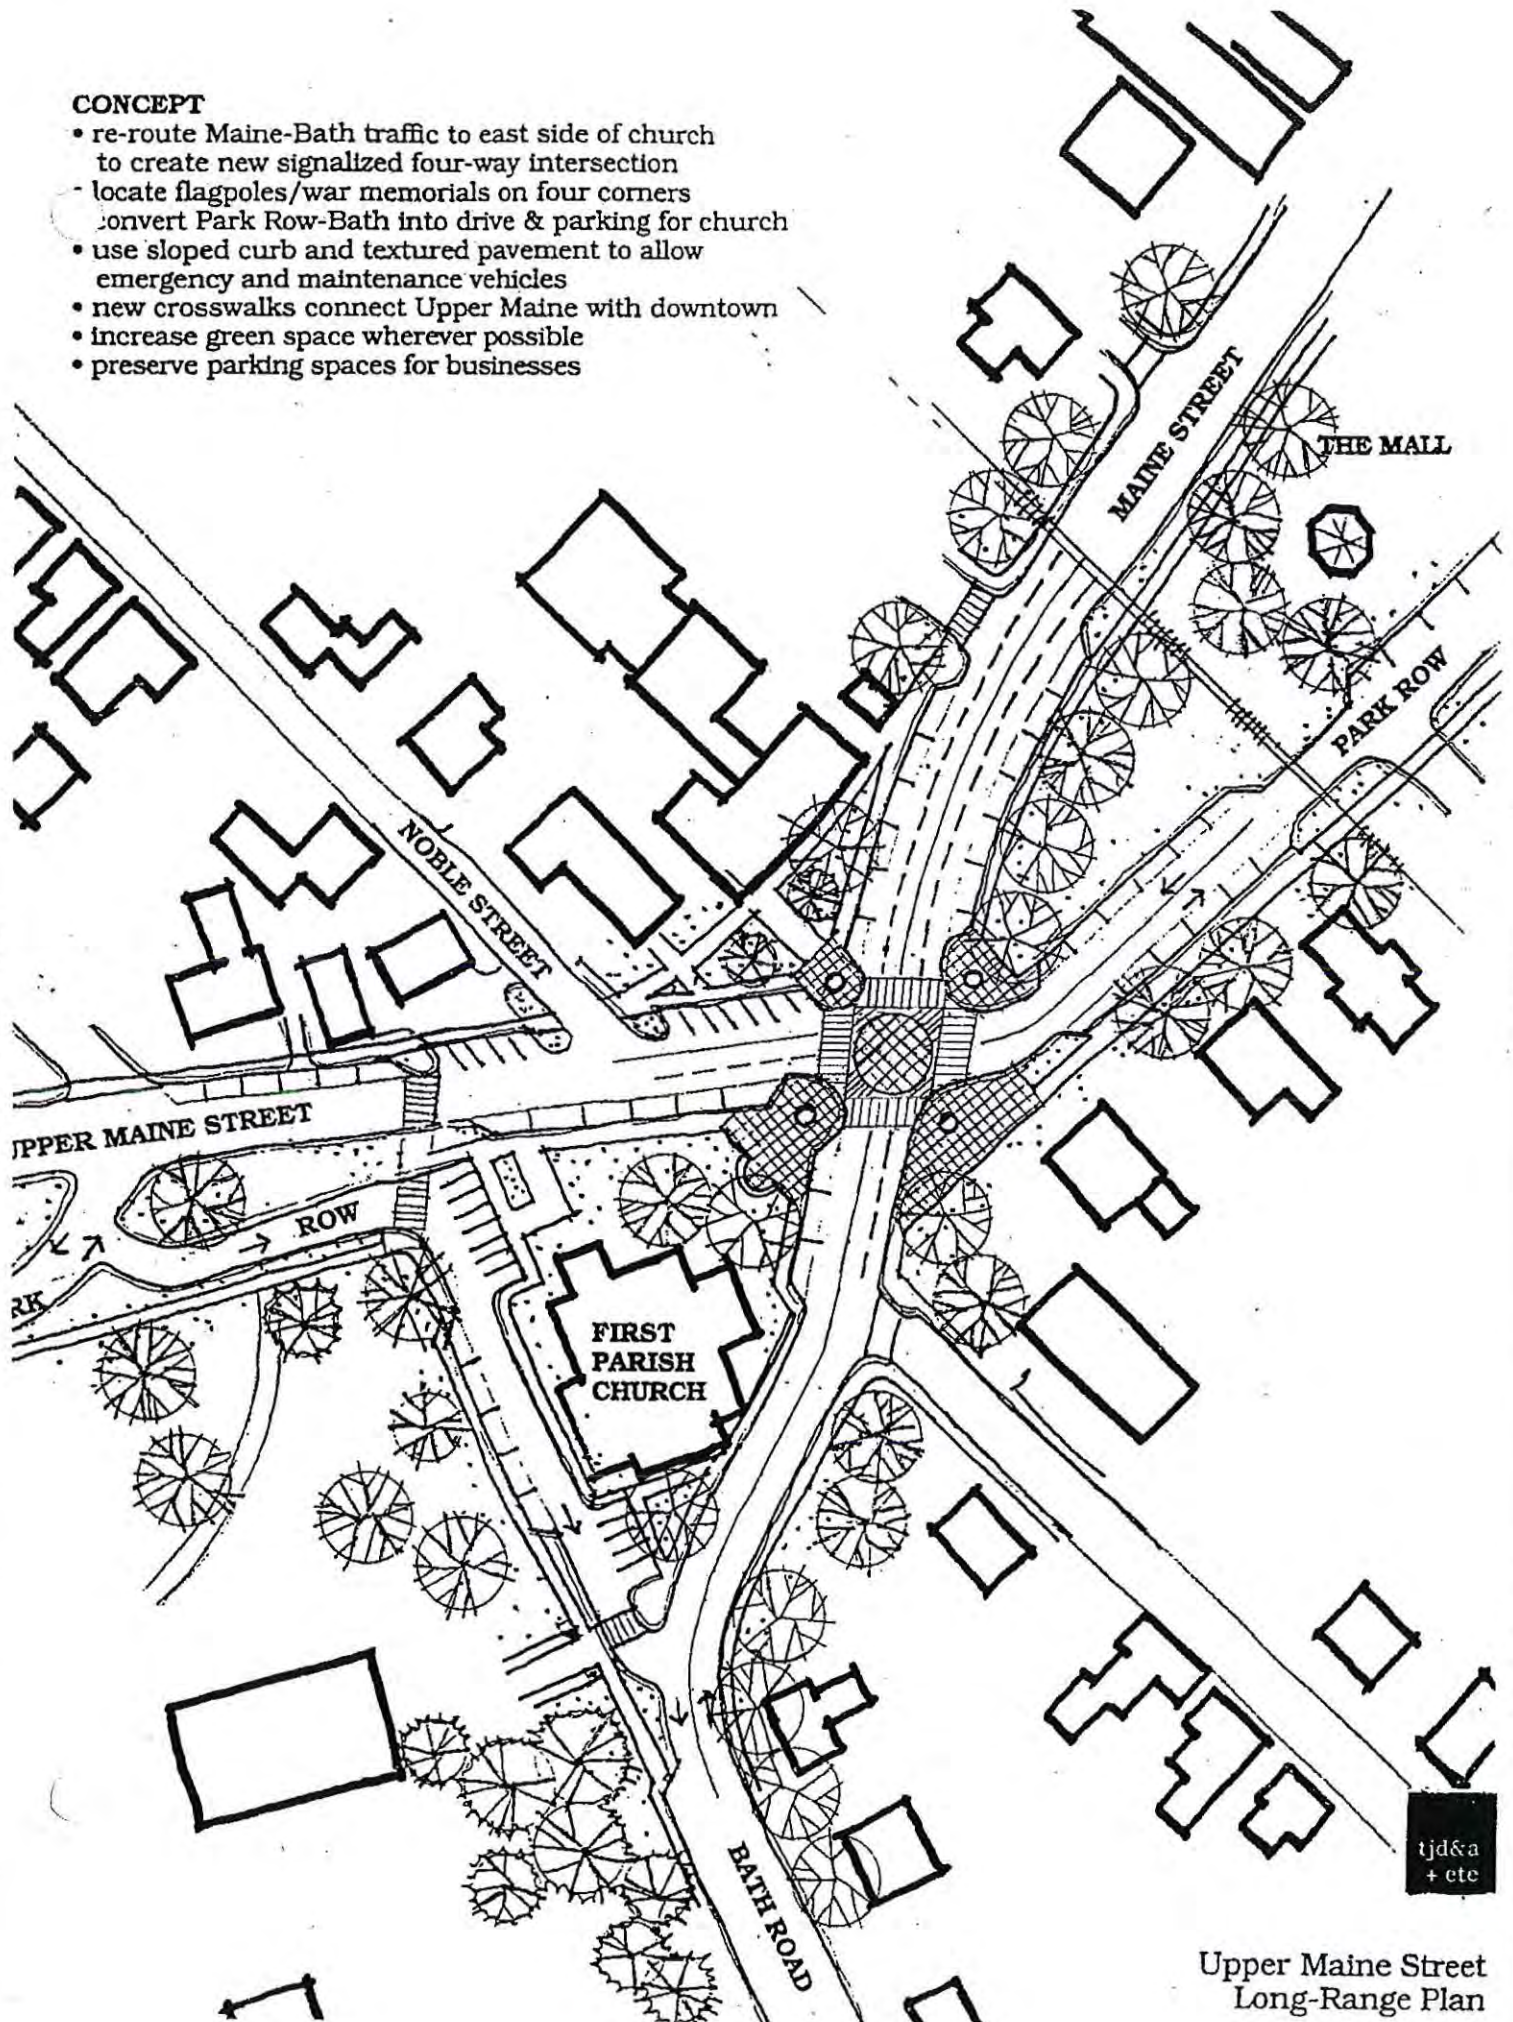 CONCEPT
• re-route Maine-Bath traffic to east side of church
to create new signalized four-way intersection
- locate flagpoles/war memorials on four corners
convert Park Row-Bath into drive & parking for church
• use sloped curb and textured pavement to allow
emergency and maintenance vehicles
• new crosswalks connect Upper Maine with downtown
• increase green space wherever possible
• preserve parking spaces for businesses
MAINE STREET
THE MALL
PARK ROW
NOBLE STREET
UPPER MAINE STREET
ROW
RK
FIRST
PARISH
CHURCH
BATH ROAD
tjd&a
+ etc
Upper Maine Street
Long-Range Plan